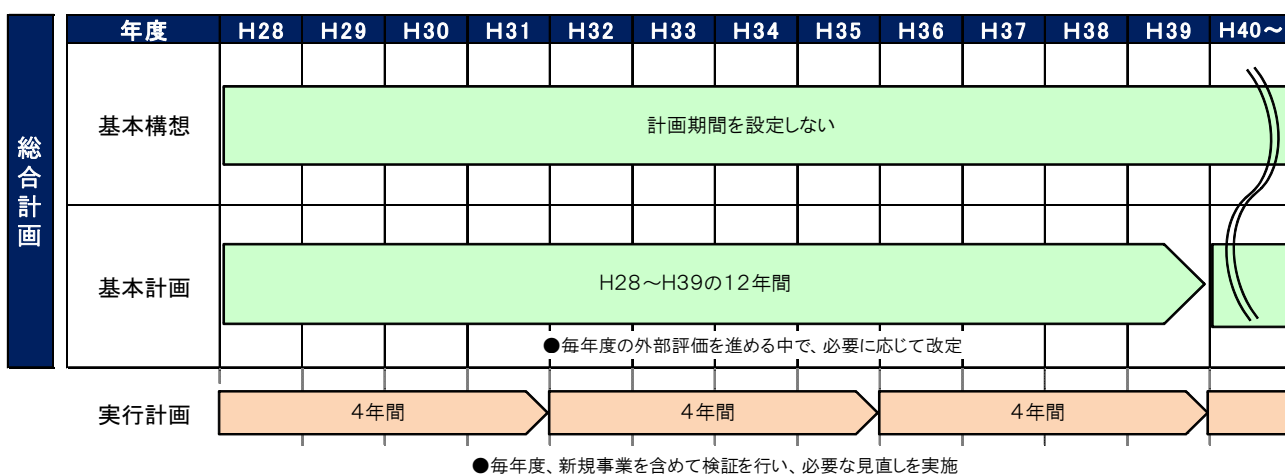 総合計画
年度 H28 H29 H30 H31 H32 H33 H34 H35 H36 H37 H38 H39 H40～
基本構想 計画期間を設定しない
基本計画 H28～H39の12年間
●毎年度の外部評価を進める中で、必要に応じて改定
実行計画 4年間 4年間 4年間
●毎年度、新規事業を含めて検証を行い、必要な見直しを実施